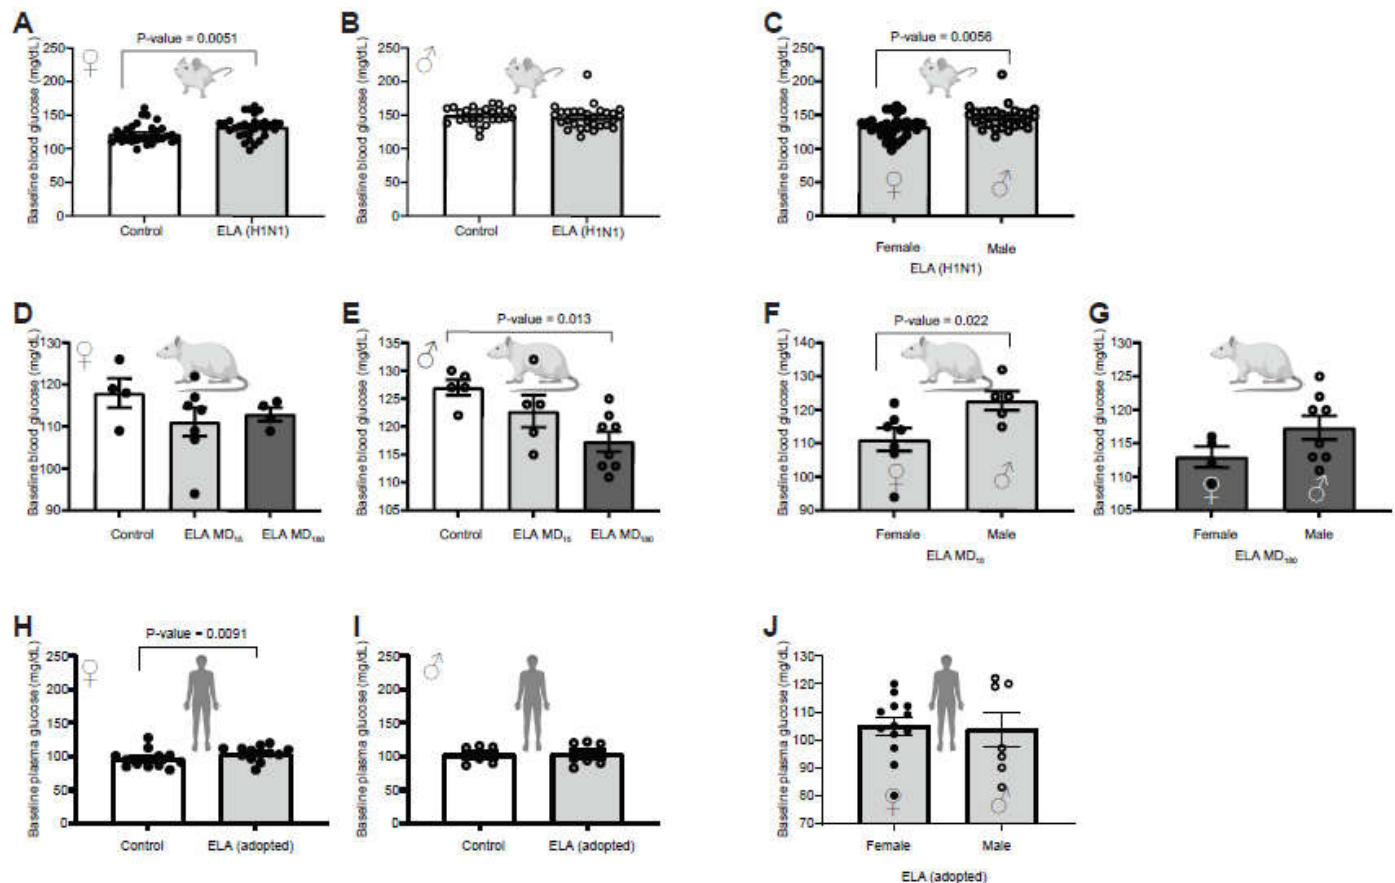 A
P-value = 0.0051
Baseline blood glucose (mg/dL)
♀
250
200
150
100
50
0
Control
ELA (H1N1)
B
Baseline blood glucose (mg/dL)
♂
250
200
150
100
50
0
Control
ELA (H1N1)
C
P-value = 0.0056
Baseline blood glucose (mg/dL)
250
200
150
100
50
0
♀
♂
Female
Male
ELA (H1N1)
D
Baseline blood glucose (mg/dL)
♀
130
120
110
100
90
Control
ELA MD₁₅
ELA MD₁₈₀
E
P-value = 0.013
Baseline blood glucose (mg/dL)
♂
135
130
125
120
115
110
105
Control
ELA MD₁₅
ELA MD₁₈₀
F
P-value = 0.022
Baseline blood glucose (mg/dL)
140
130
120
110
100
90
♀
♂
Female
Male
ELA MD₁₅
G
Baseline blood glucose (mg/dL)
130
125
120
115
110
105
♀
♂
Female
Male
ELA MD₁₈₀
H
P-value = 0.0091
Baseline plasma glucose (mg/dL)
♀
250
200
150
100
50
0
Control
ELA (adopted)
I
Baseline plasma glucose (mg/dL)
♂
250
200
150
100
50
0
Control
ELA (adopted)
J
Baseline plasma glucose (mg/dL)
130
120
110
100
90
80
70
♀
♂
Female
Male
ELA (adopted)